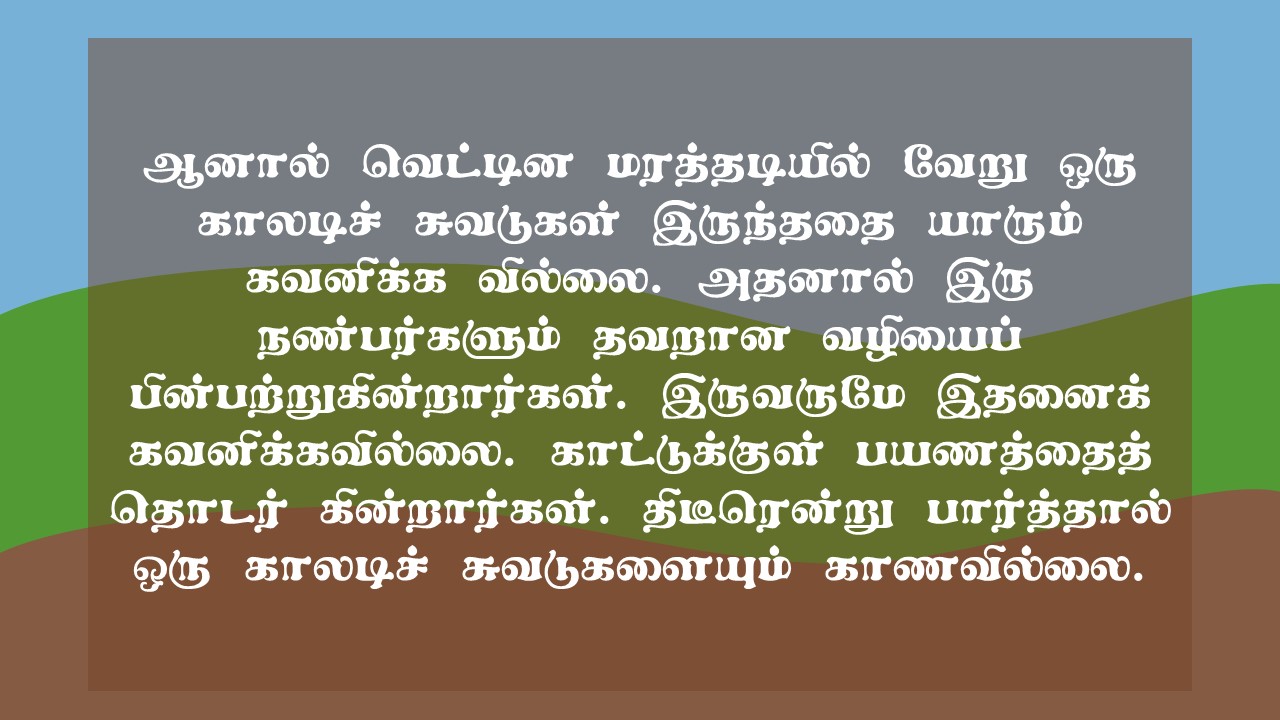 ஆனால் வெட்டின மரத்தடியில் வேறு ஒரு
காலடிச் சுவடுகள் இருந்ததை யாரும்
கவனிக்க வில்லை. அதனால் இரு
நண்பர்களும் தவறான வழியைப்
பின்பற்றுகின்றார்கள். இருவருமே இதனைக்
கவனிக்கவில்லை. காட்டுக்குள் பயணத்தைத்
தொடர் கின்றார்கள். திடீரென்று பார்த்தால்
ஒரு காலடிச் சுவடுகளையும் காணவில்லை.